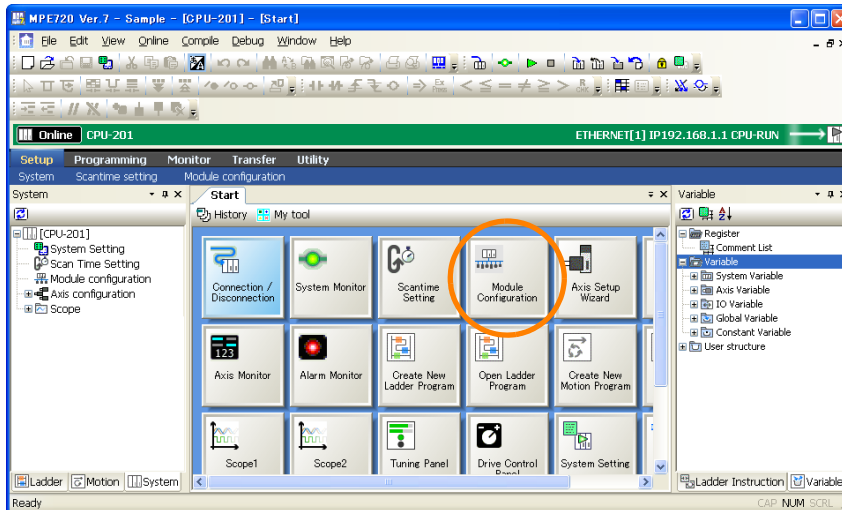 MPE720 Ver.7 - Sample - [CPU-201] - [Start]
File Edit View Online Compile Debug Window Help
Online CPU-201
ETHERNET[1] IP192.168.1.1 CPU-RUN
Setup Programming Monitor Transfer Utility
System Scantime setting Module configuration
System
[CPU-201]
System Setting
Scan Time Setting
Module configuration
Axis configuration
Scope
Ladder Motion System
Start
History My tool
Connection / Disconnection
System Monitor
Scantime Setting
Module Configuration
Axis Setup Wizard
123
Axis Monitor
Alarm Monitor
Create New Ladder Program
Open Ladder Program
Create New Motion Program
Scope1
Scope2
Tuning Panel
Drive Control Panel
System Setting
Variable
Register
Comment List
Variable
System Variable
Axis Variable
IO Variable
Global Variable
Constant Variable
User structure
Ladder Instruction Variable
Ready
CAP NUM SCRL